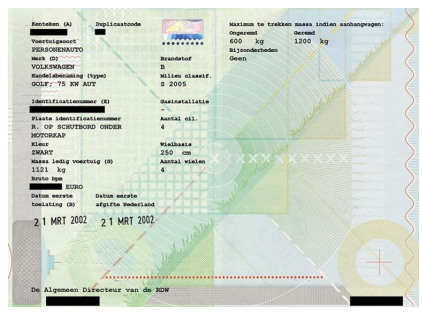 Kenteken (A) Duplicaatcode
Voertuigsoort
PERSONENAUTO
Merk (D) Brandstof
VOLKSWAGEN B
Handelsbenaming (type) Milieu classif.
GOLF; 75 KW AUT S 2005
Identificatienummer (E) Gasinstallatie
-
Plaats identificatienummer Aantal cil.
R. OP SCHUTBORD ONDER 4
MOTORKAP
Kleur Wielbasis
ZWART 250 cm
Massa ledig voertuig (G) Aantal wielen
1121 kg 4
Bruto bpm
EURO
Datum eerste Datum eerste
toelating (B) afgifte Nederland
21 MRT 2002 21 MRT 2002
De Algemeen Directeur van de RDW
Maximum te trekken massa indien aanhangwagen:
Ongeremd Geremd
600 kg 1200 kg
Bijzonderheden
Geen
XXXXXXXXXXX